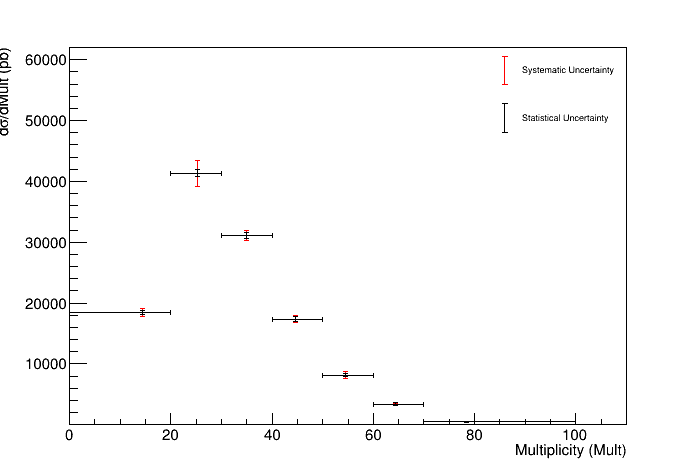 dσ/dMult (pb)
60000
50000
40000
30000
20000
10000
Systematic Uncertainty
Statistical Uncertainty
0 20 40 60 80 100
Multiplicity (Mult)